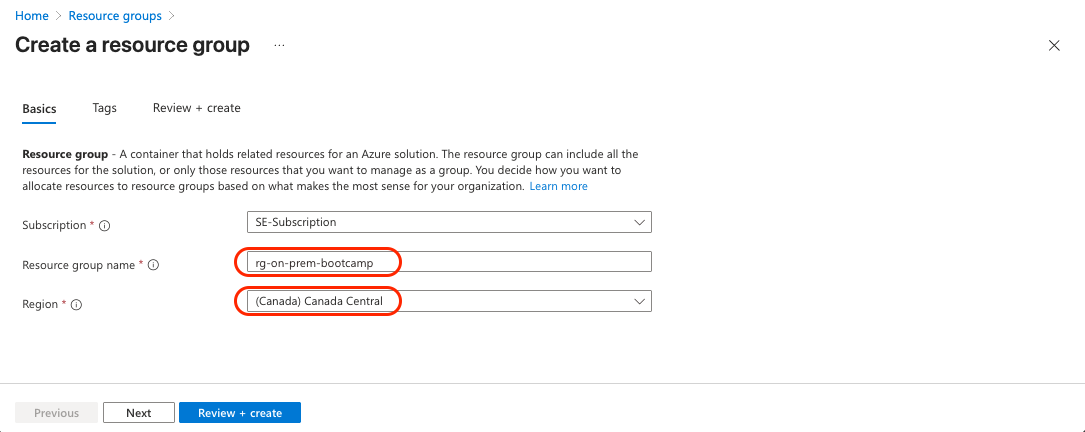 Home > Resource groups >
Create a resource group ...
Basics Tags Review + create
Resource group - A container that holds related resources for an Azure solution. The resource group can include all the
resources for the solution, or only those resources that you want to manage as a group. You decide how you want to
allocate resources to resource groups based on what makes the most sense for your organization. Learn more
Subscription * SE-Subscription
Resource group name * rg-on-prem-bootcamp
Region * (Canada) Canada Central
Previous Next Review + create